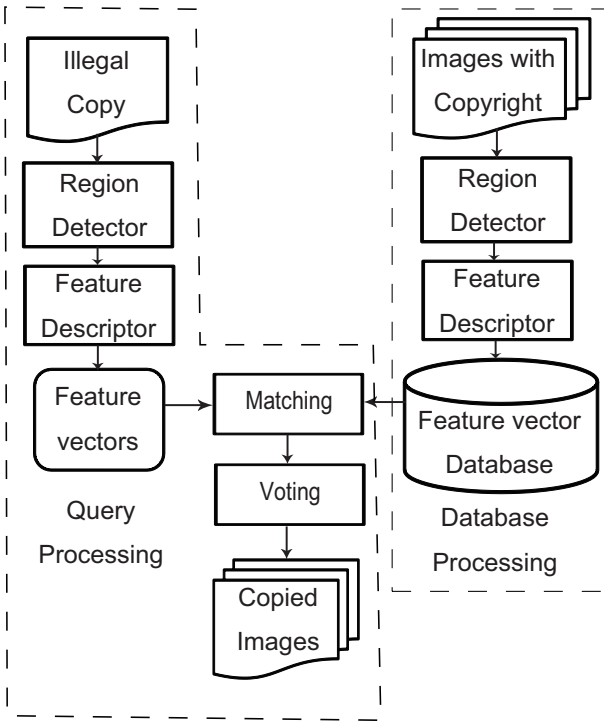 Illegal
Copy
Region
Detector
Feature
Descriptor
Feature
vectors
Query
Processing
Matching
Voting
Copied
Images
Images with
Copyright
Region
Detector
Feature
Descriptor
Feature vector
Database
Database
Processing